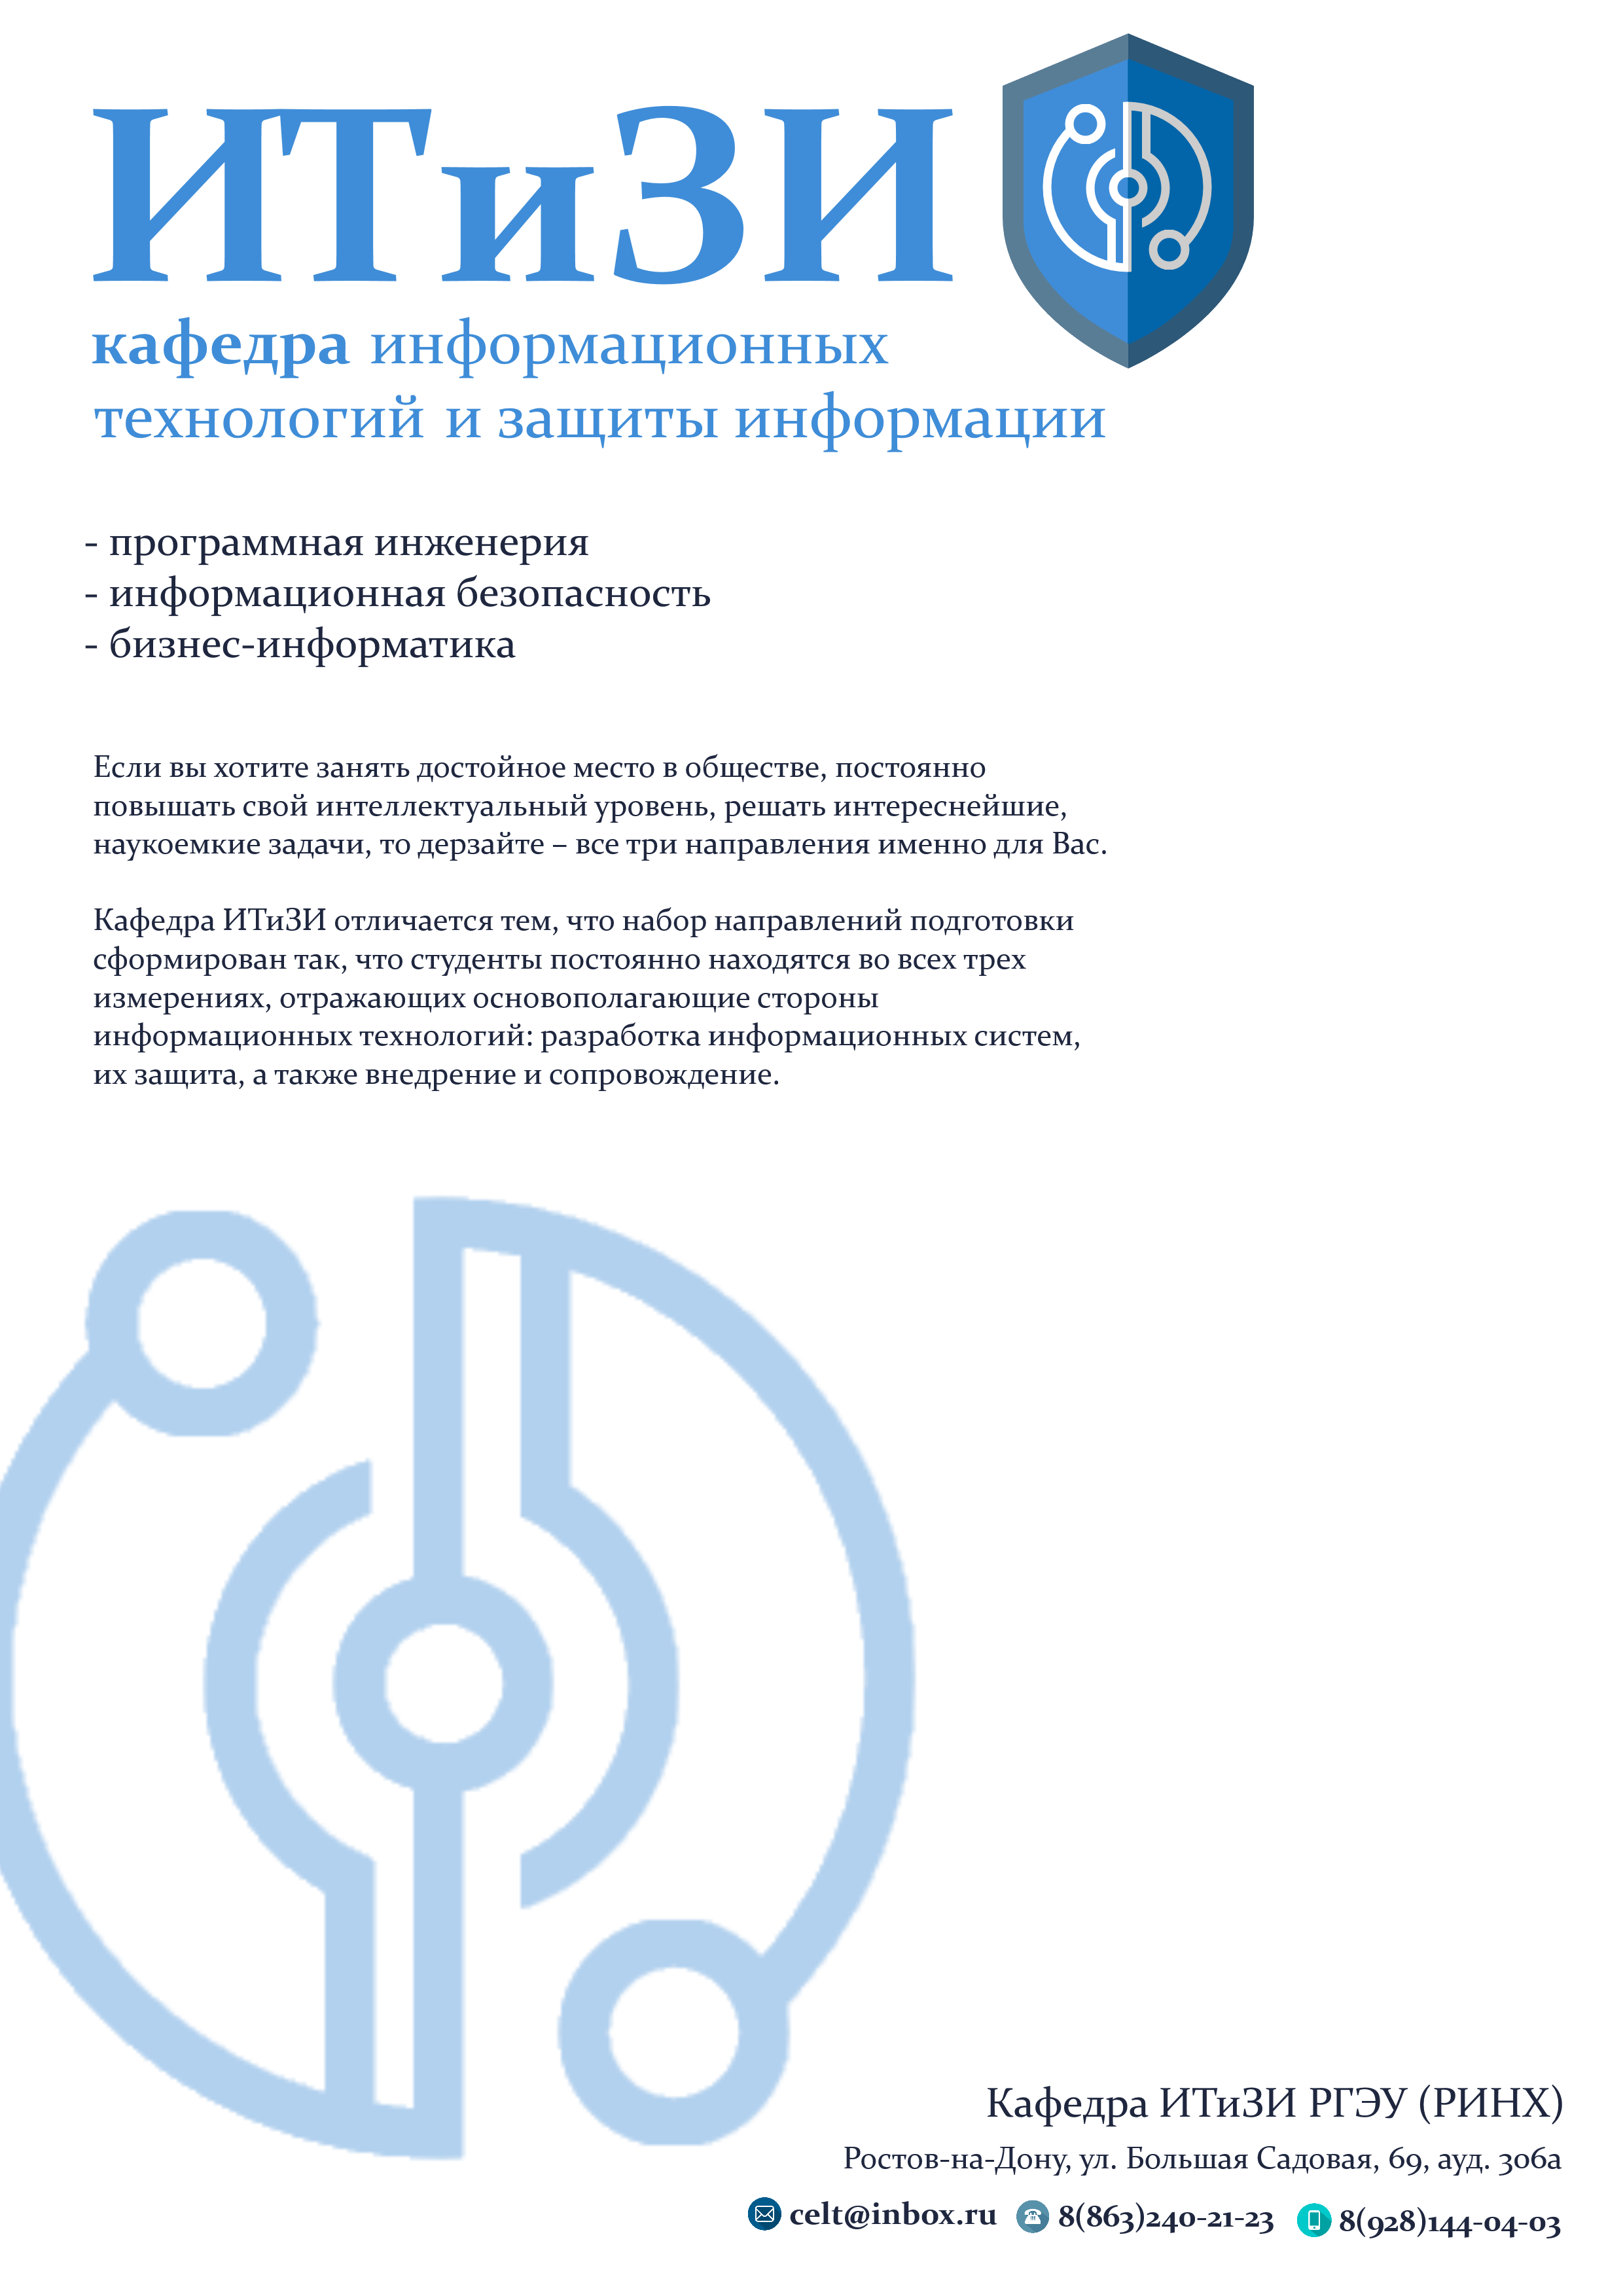 ИТиЗИ
кафедра информационных
технологий и защиты информации
- программная инженерия
- информационная безопасность
- бизнес-информатика
Если вы хотите занять достойное место в обществе, постоянно
повышать свой интеллектуальный уровень, решать интереснейшие,
наукоемкие задачи, то дерзайте – все три направления именно для Вас.
Кафедра ИТиЗИ отличается тем, что набор направлений подготовки
сформирован так, что студенты постоянно находятся во всех трех
измерениях, отражающих основополагающие стороны
информационных технологий: разработка информационных систем,
их защита, а также внедрение и сопровождение.
Кафедра ИТиЗИ РГЭУ (РИНХ)
Ростов-на-Дону, ул. Большая Садовая, 69, ауд. 306а
celt@inbox.ru 8(863)240-21-23 8(928)144-04-03